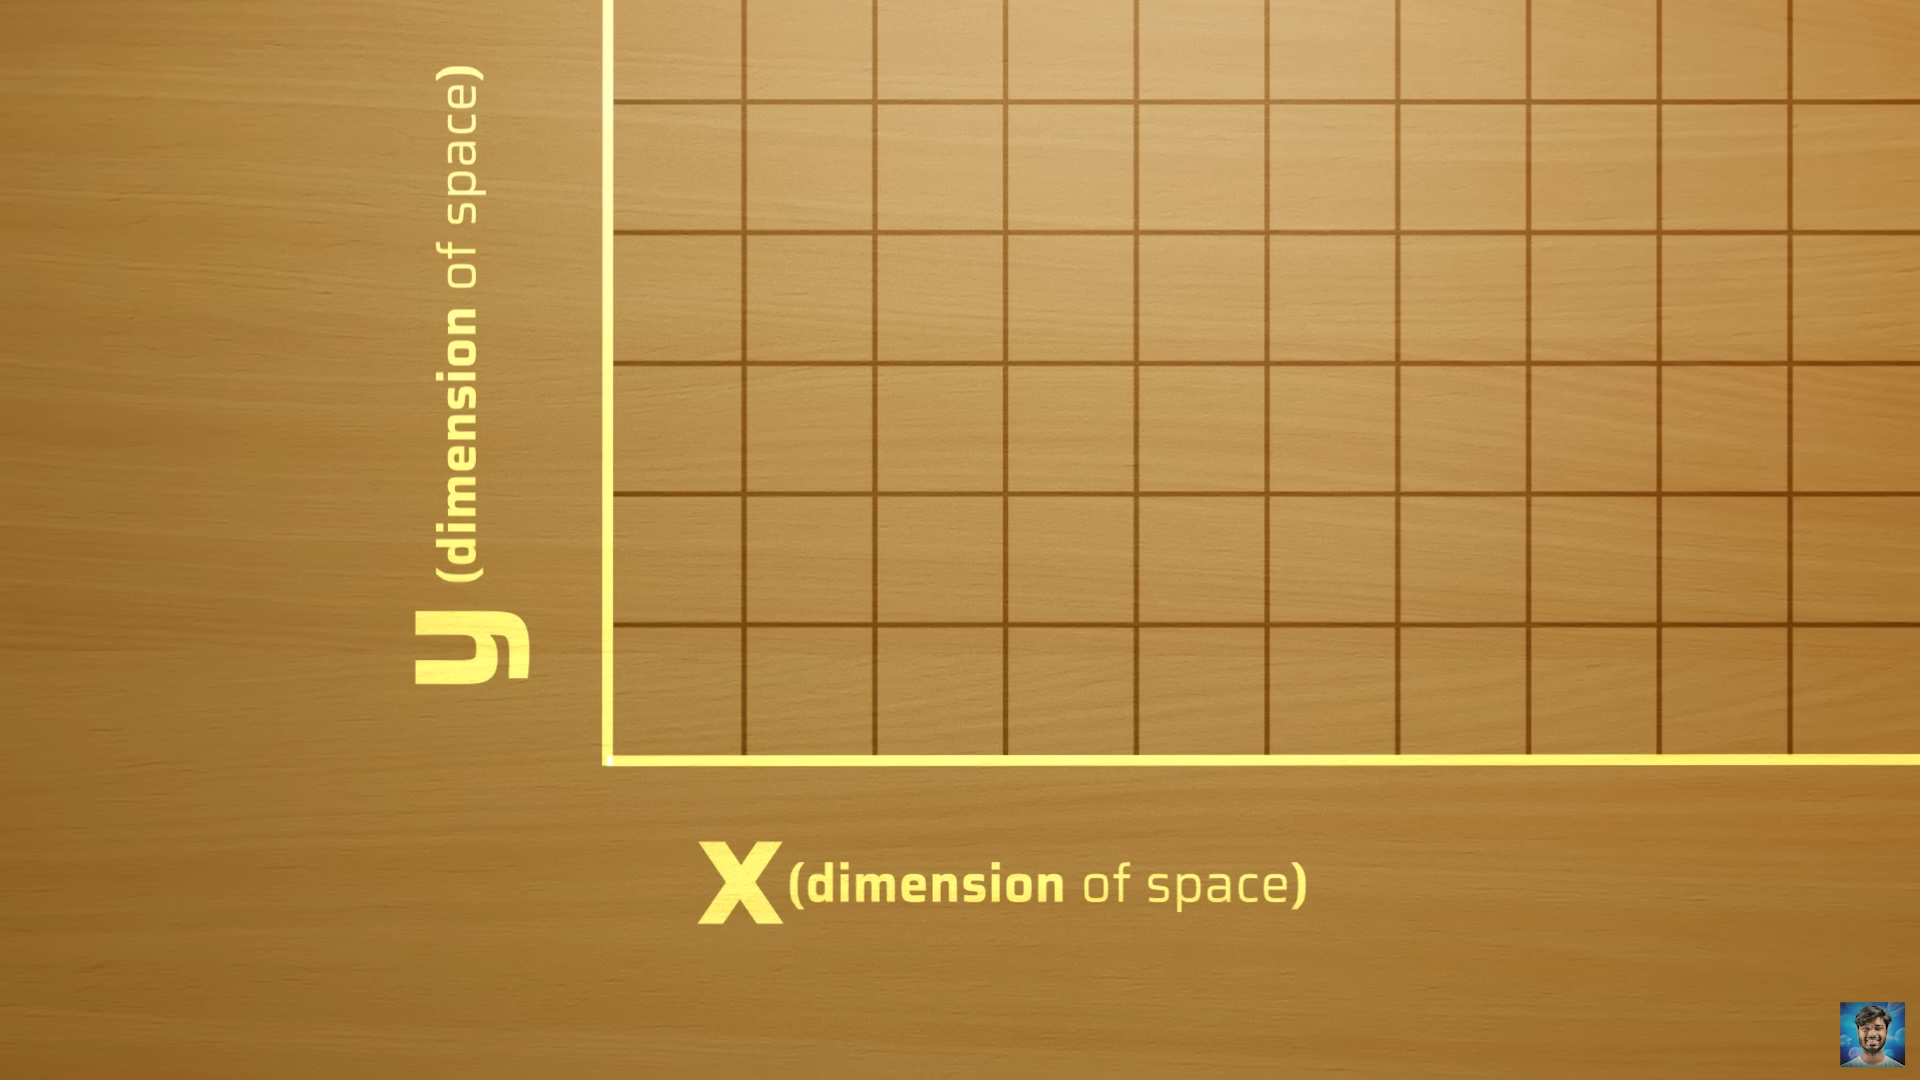 y (dimension of space)
x (dimension of space)